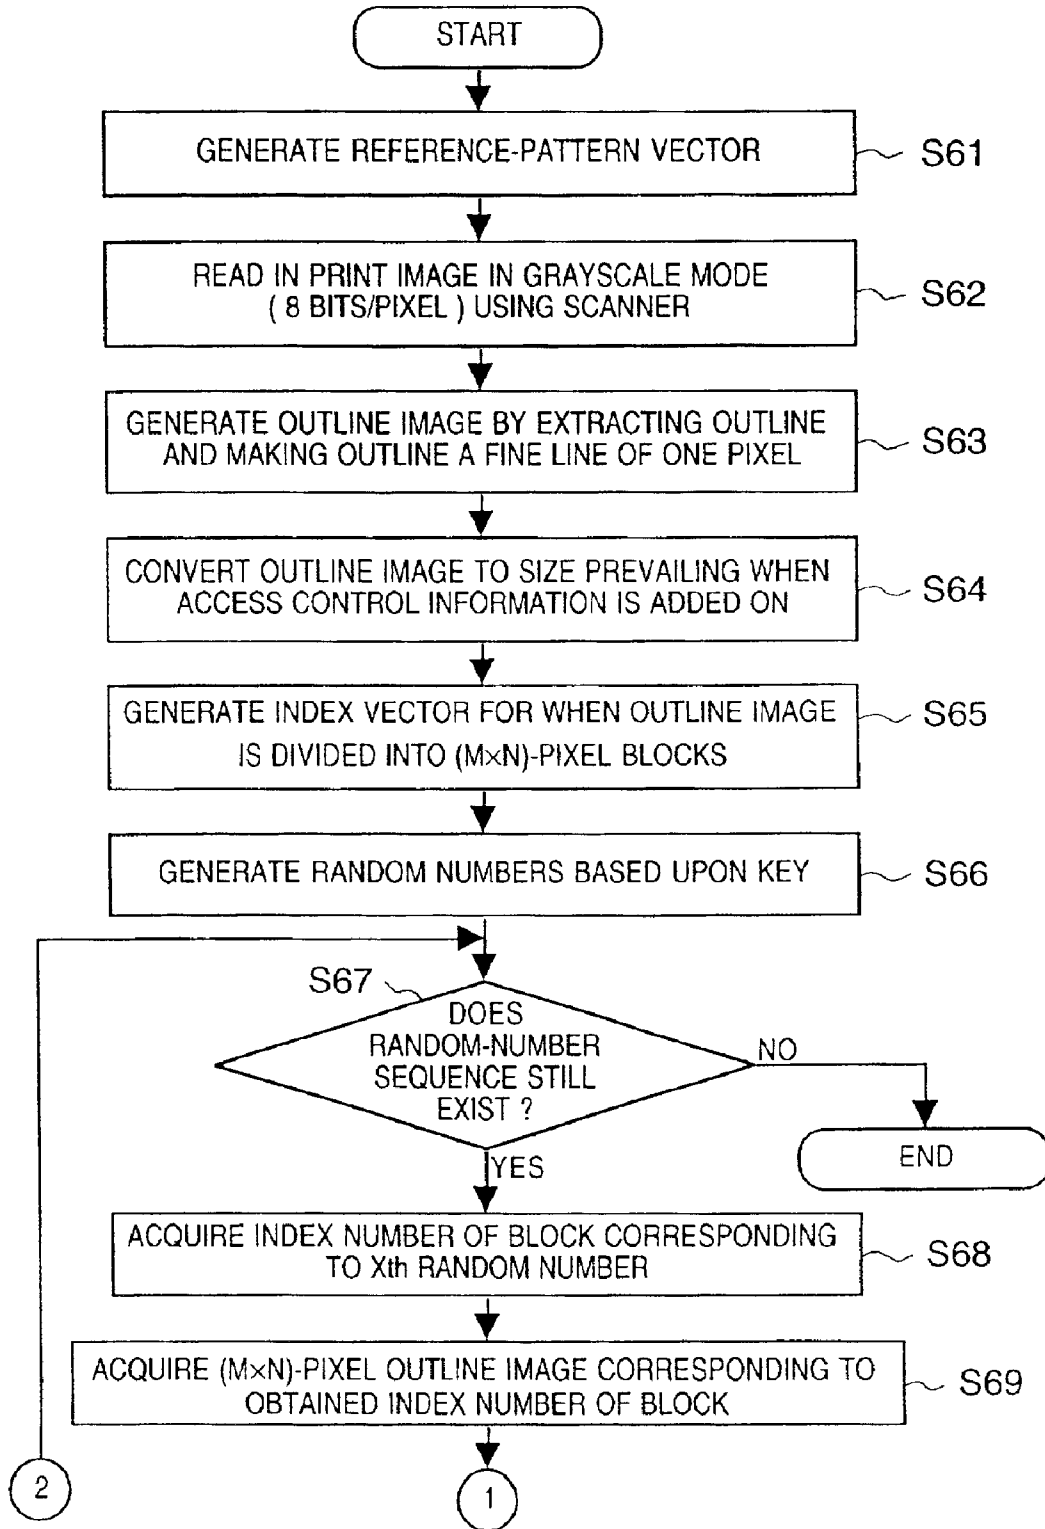 START
GENERATE REFERENCE-PATTERN VECTOR
S61
READ IN PRINT IMAGE IN GRAYSCALE MODE
( 8 BITS/PIXEL ) USING SCANNER
S62
GENERATE OUTLINE IMAGE BY EXTRACTING OUTLINE
AND MAKING OUTLINE A FINE LINE OF ONE PIXEL
S63
CONVERT OUTLINE IMAGE TO SIZE PREVAILING WHEN
ACCESS CONTROL INFORMATION IS ADDED ON
S64
GENERATE INDEX VECTOR FOR WHEN OUTLINE IMAGE
IS DIVIDED INTO (M×N)-PIXEL BLOCKS
S65
GENERATE RANDOM NUMBERS BASED UPON KEY
S66
S67
DOES
RANDOM-NUMBER
SEQUENCE STILL
EXIST ?
NO
END
YES
ACQUIRE INDEX NUMBER OF BLOCK CORRESPONDING
TO Xth RANDOM NUMBER
S68
ACQUIRE (M×N)-PIXEL OUTLINE IMAGE CORRESPONDING TO
OBTAINED INDEX NUMBER OF BLOCK
S69
2
1